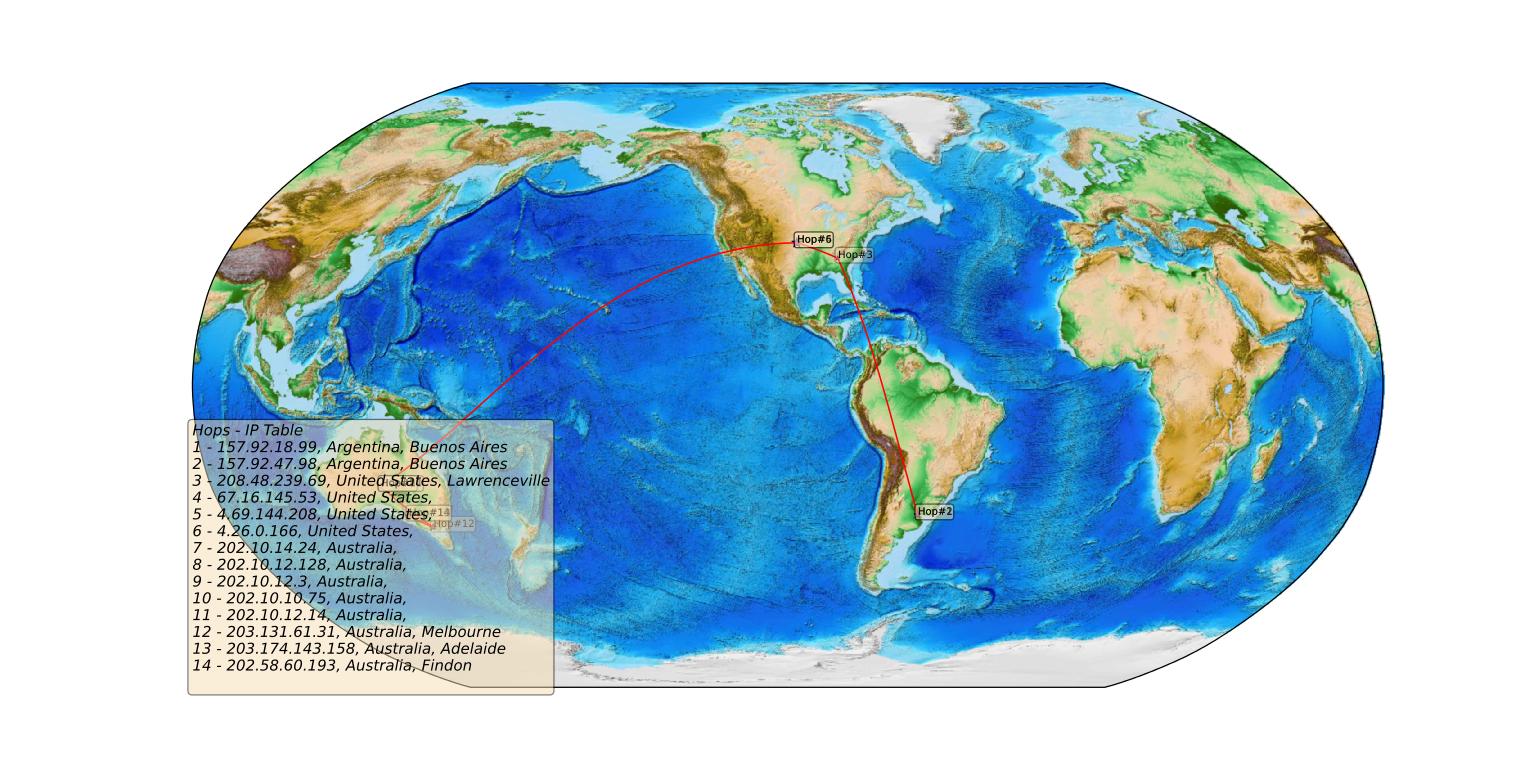 Hop#6
Hop#3
Hops - IP Table
1 - 157.92.18.99, Argentina, Buenos Aires
2 - 157.92.47.98, Argentina, Buenos Aires
3 - 208.48.239.69, United States, Lawrenceville
4 - 67.16.145.53, United States,
5 - 4.69.144.208, United States,
6 - 4.26.0.166, United States,
7 - 202.10.14.24, Australia,
8 - 202.10.12.128, Australia,
9 - 202.10.12.3, Australia,
10 - 202.10.10.75, Australia,
11 - 202.10.12.14, Australia,
12 - 203.131.61.31, Australia, Melbourne
13 - 203.174.143.158, Australia, Adelaide
14 - 202.58.60.193, Australia, Findon
Hop#14
Hop#12
Hop#2